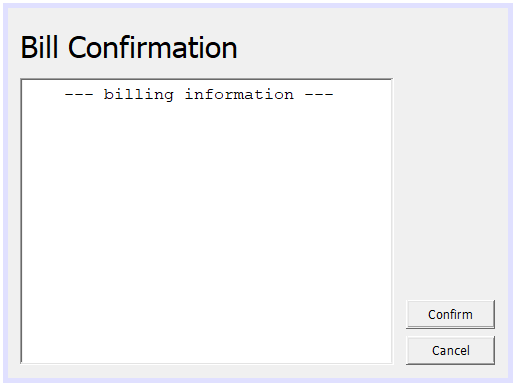 Bill Confirmation
--- billing information ---
Confirm
Cancel